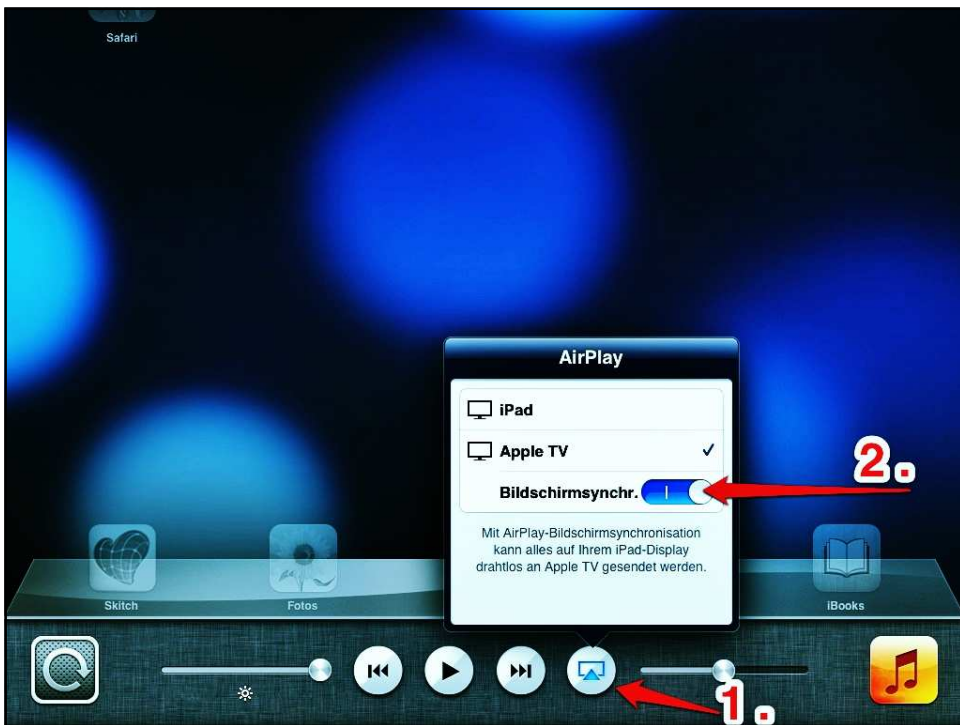 Safari
AirPlay
iPad
Apple TV
Bildschirmsynchr.
2.
Mit AirPlay-Bildschirmsynchronisation
kann alles auf Ihrem iPad-Display
drahtlos an Apple TV gesendet werden.
Skitch
Fotos
iBooks
1.